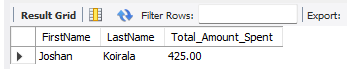 Result Grid Filter Rows: Export:
FirstName LastName Total_Amount_Spent
Joshan Koirala 425.00